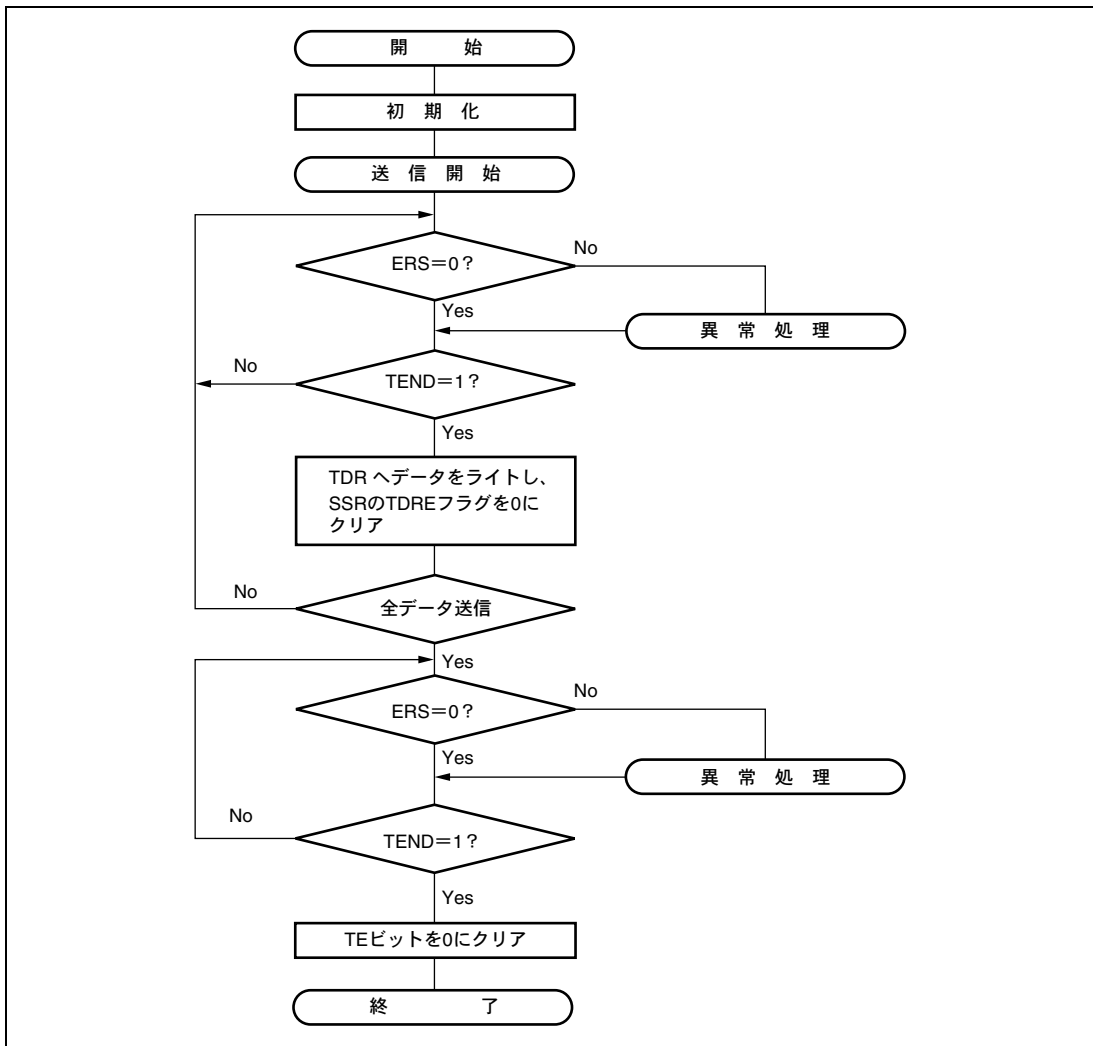 開始
初期化
送信開始
ERS=0?
No
Yes
異常処理
No
TEND=1?
Yes
TDR へデータをライトし、
SSRのTDREフラグを0に
クリア
No
全データ送信
Yes
ERS=0?
No
Yes
異常処理
No
TEND=1?
Yes
TEビットを0にクリア
終了